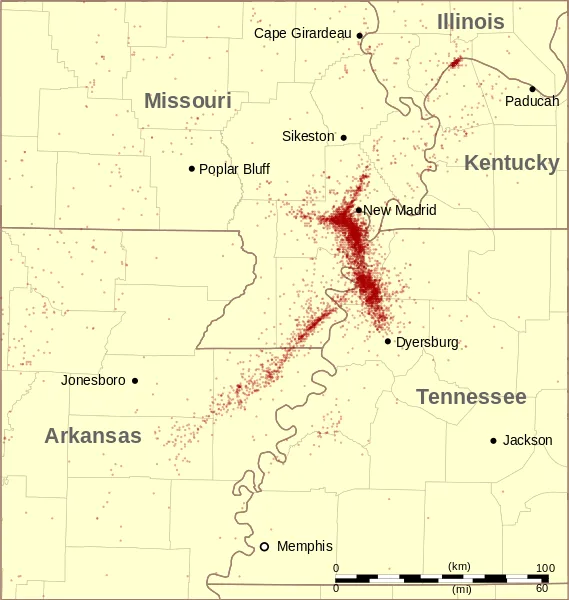 Illinois
Cape Girardeau
Missouri
Paducah
Sikeston
Kentucky
Poplar Bluff
New Madrid
Dyersburg
Jonesboro
Tennessee
Arkansas
Jackson
Memphis
0 (km) 100
0 (mi) 60